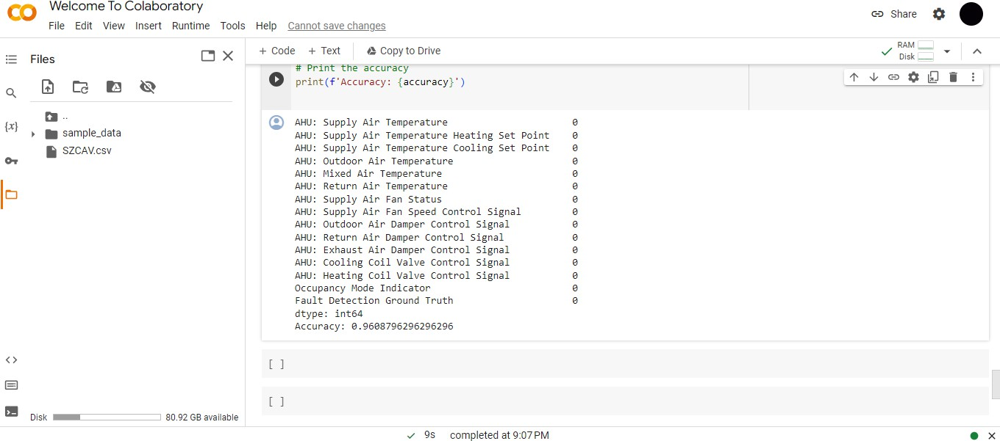 Welcome To Colaboratory
File Edit View Insert Runtime Tools Help Cannot save changes
Share
Files
+ Code + Text Copy to Drive
RAM
Disk
# Print the accuracy
print(f'Accuracy: {accuracy}')
{x}
..
sample_data
SZCAV.csv
AHU: Supply Air Temperature 0
AHU: Supply Air Temperature Heating Set Point 0
AHU: Supply Air Temperature Cooling Set Point 0
AHU: Outdoor Air Temperature 0
AHU: Mixed Air Temperature 0
AHU: Return Air Temperature 0
AHU: Supply Air Fan Status 0
AHU: Supply Air Fan Speed Control Signal 0
AHU: Outdoor Air Damper Control Signal 0
AHU: Return Air Damper Control Signal 0
AHU: Exhaust Air Damper Control Signal 0
AHU: Cooling Coil Valve Control Signal 0
AHU: Heating Coil Valve Control Signal 0
Occupancy Mode Indicator 0
Fault Detection Ground Truth 0
dtype: int64
Accuracy: 0.9608796296296296
[ ]
[ ]
Disk 80.92 GB available
9s completed at 9:07 PM